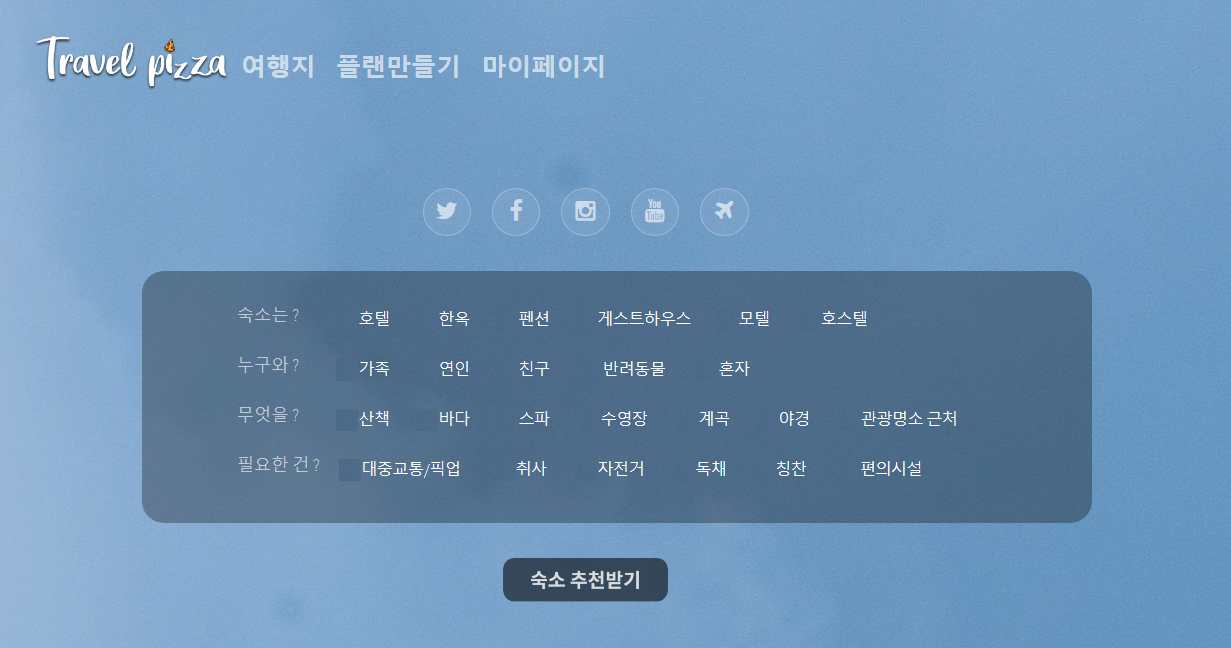 Travel pizza 여행지 플랜만들기 마이페이지
You Tube
숙소는 ? 호텔 한옥 펜션 게스트하우스 모텔 호스텔
누구와 ? 가족 연인 친구 반려동물 혼자
무엇을 ? 산책 바다 스파 수영장 계곡 야경 관광명소 근처
필요한 건 ? 대중교통/픽업 취사 자전거 독채 칭찬 편의시설
숙소 추천받기